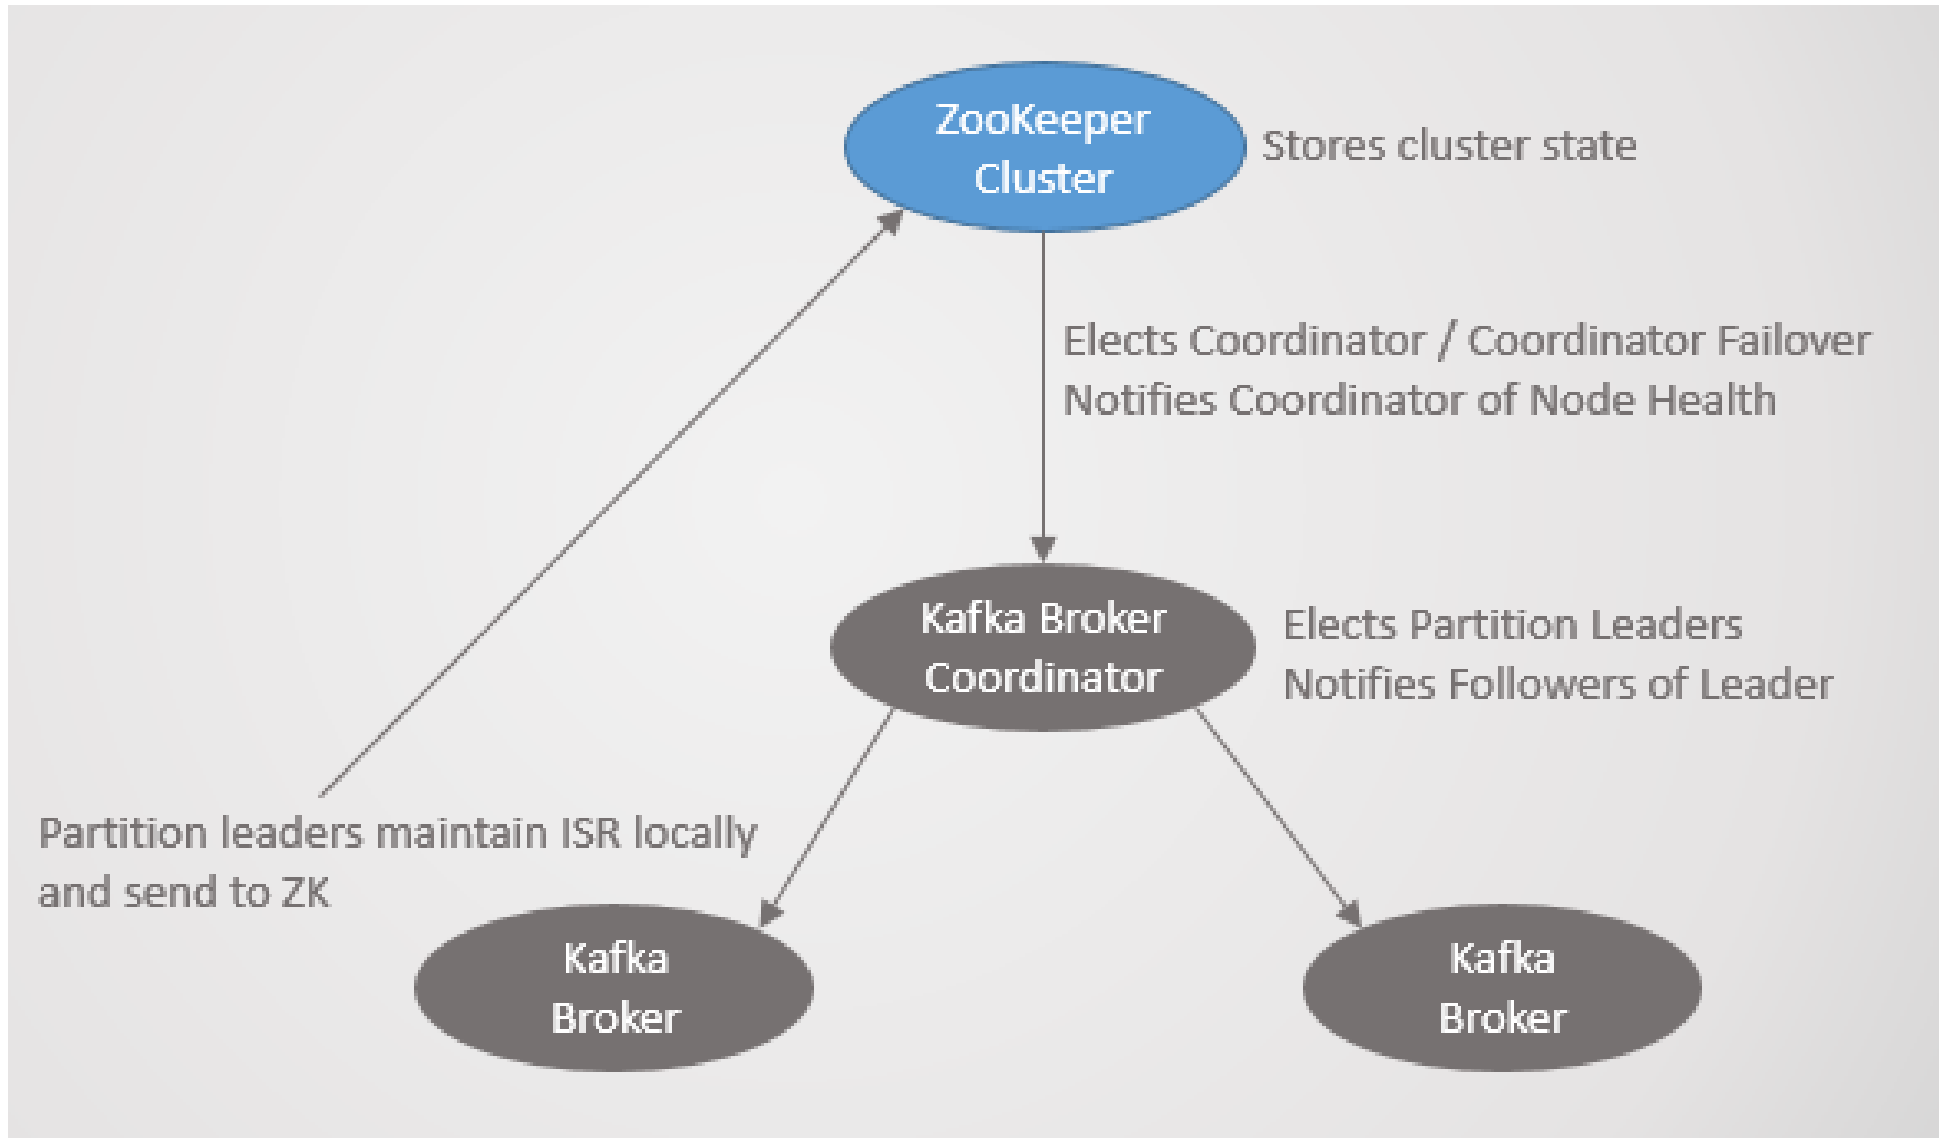 ZooKeeper
Cluster
Stores cluster state
Elects Coordinator / Coordinator Failover
Notifies Coordinator of Node Health
Kafka Broker
Coordinator
Elects Partition Leaders
Notifies Followers of Leader
Partition leaders maintain ISR locally
and send to ZK
Kafka
Broker
Kafka
Broker